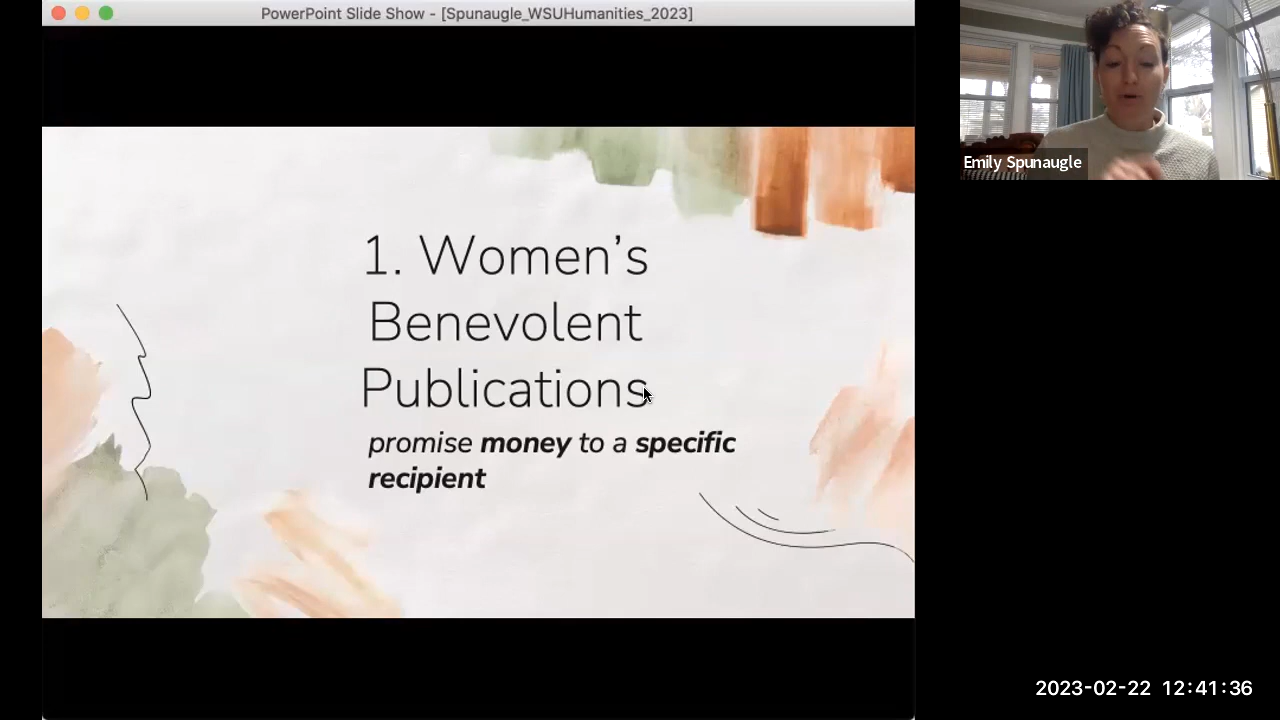 PowerPoint Slide Show - [Spunaugle_WSUHumanities_2023]
Emily Spunaugle
1. Women’s
Benevolent
Publications
promise money to a specific
recipient
2023-02-22 12:41:36